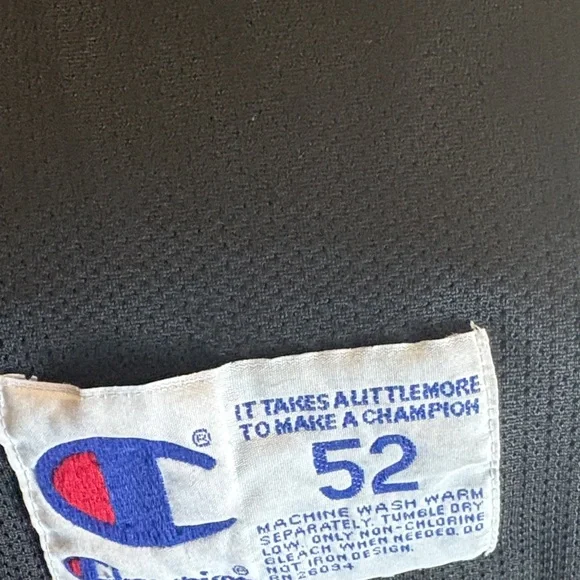 IT TAKES A LITTLE MORE
TO MAKE A CHAMPION
®
52
MACHINE WASH WARM
SEPARATELY. TUMBLE DRY
LOW. ONLY NON-CHLORINE
BLEACH WHEN NEEDED. DO
NOT IRON DESIGN.
RN 26094
Champion®